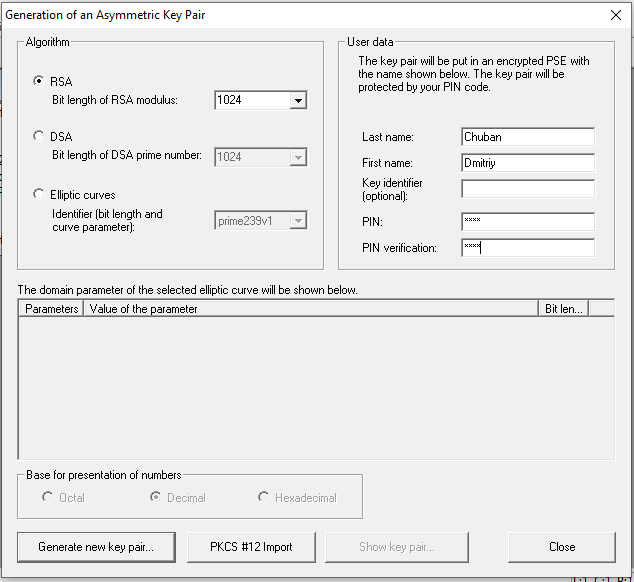 Generation of an Asymmetric Key Pair
Algorithm
RSA
Bit length of RSA modulus:
1024
DSA
Bit length of DSA prime number:
1024
Elliptic curves
Identifier (bit length and
curve parameter):
prime239v1
User data
The key pair will be put in an encrypted PSE with
the name shown below. The key pair will be
protected by your PIN code.
Last name:
Chuban
First name:
Dmitriy
Key identifier
(optional):
PIN:
****
PIN verification:
****
The domain parameter of the selected elliptic curve will be shown below.
Parameters
Value of the parameter
Bit len...
Base for presentation of numbers
Octal
Decimal
Hexadecimal
Generate new key pair...
PKCS #12 Import
Show key pair...
Close